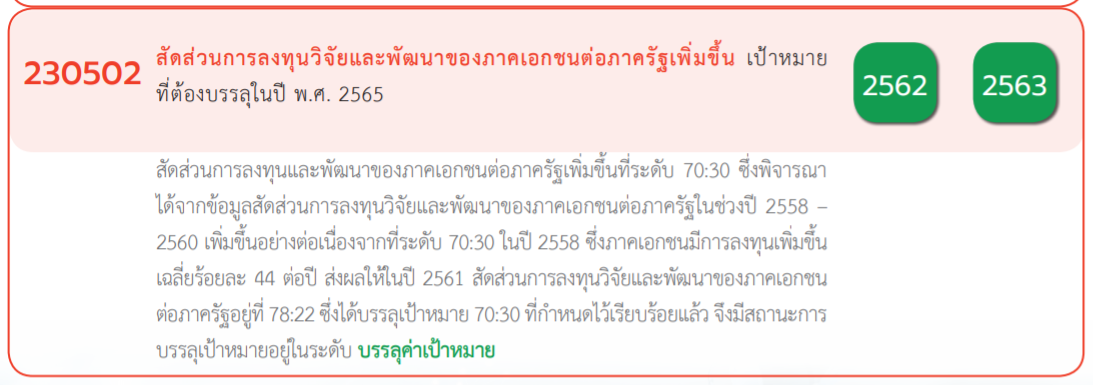 230502
สัดส่วนการลงทุนวิจัยและพัฒนาของภาคเอกชนต่อภาครัฐเพิ่มขึ้น เป้าหมาย
ที่ต้องบรรลุในปี พ.ศ. 2565
2562
2563
สัดส่วนการลงทุนและพัฒนาของภาคเอกชนต่อภาครัฐเพิ่มขึ้นที่ระดับ 70:30 ซึ่งพิจารณา
ได้จากข้อมูลสัดส่วนการลงทุนวิจัยและพัฒนาของภาคเอกชนต่อภาครัฐในช่วงปี 2558 –
2560 เพิ่มขึ้นอย่างต่อเนื่องจากที่ระดับ 70:30 ในปี 2558 ซึ่งภาคเอกชนมีการลงทุนเพิ่มขึ้น
เฉลี่ยร้อยละ 44 ต่อปี ส่งผลให้ในปี 2561 สัดส่วนการลงทุนวิจัยและพัฒนาของภาคเอกชน
ต่อภาครัฐอยู่ที่ 78:22 ซึ่งได้บรรลุเป้าหมาย 70:30 ที่กำหนดไว้เรียบร้อยแล้ว จึงมีสถานะการ
บรรลุเป้าหมายอยู่ในระดับ บรรลุค่าเป้าหมาย